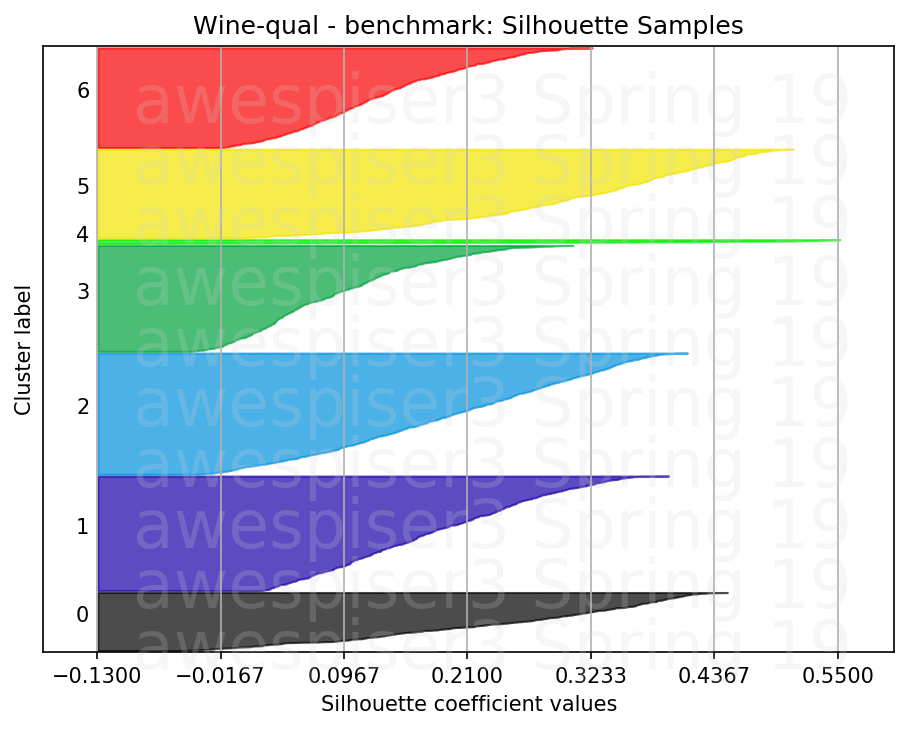 Wine-qual - benchmark: Silhouette Samples
6
awespiser3 Spring 19
awespiser3 Spring 19
5
awespiser3 Spring 19
4
3
awespiser3 Spring 19
awespiser3 Spring 19
2
awespiser3 Spring 19
awespiser3 Spring 19
1
awespiser3 Spring 19
awespiser3 Spring 19
0
awespiser3 Spring 19
Cluster label
−0.1300 −0.0167 0.0967 0.2100 0.3233 0.4367 0.5500
Silhouette coefficient values